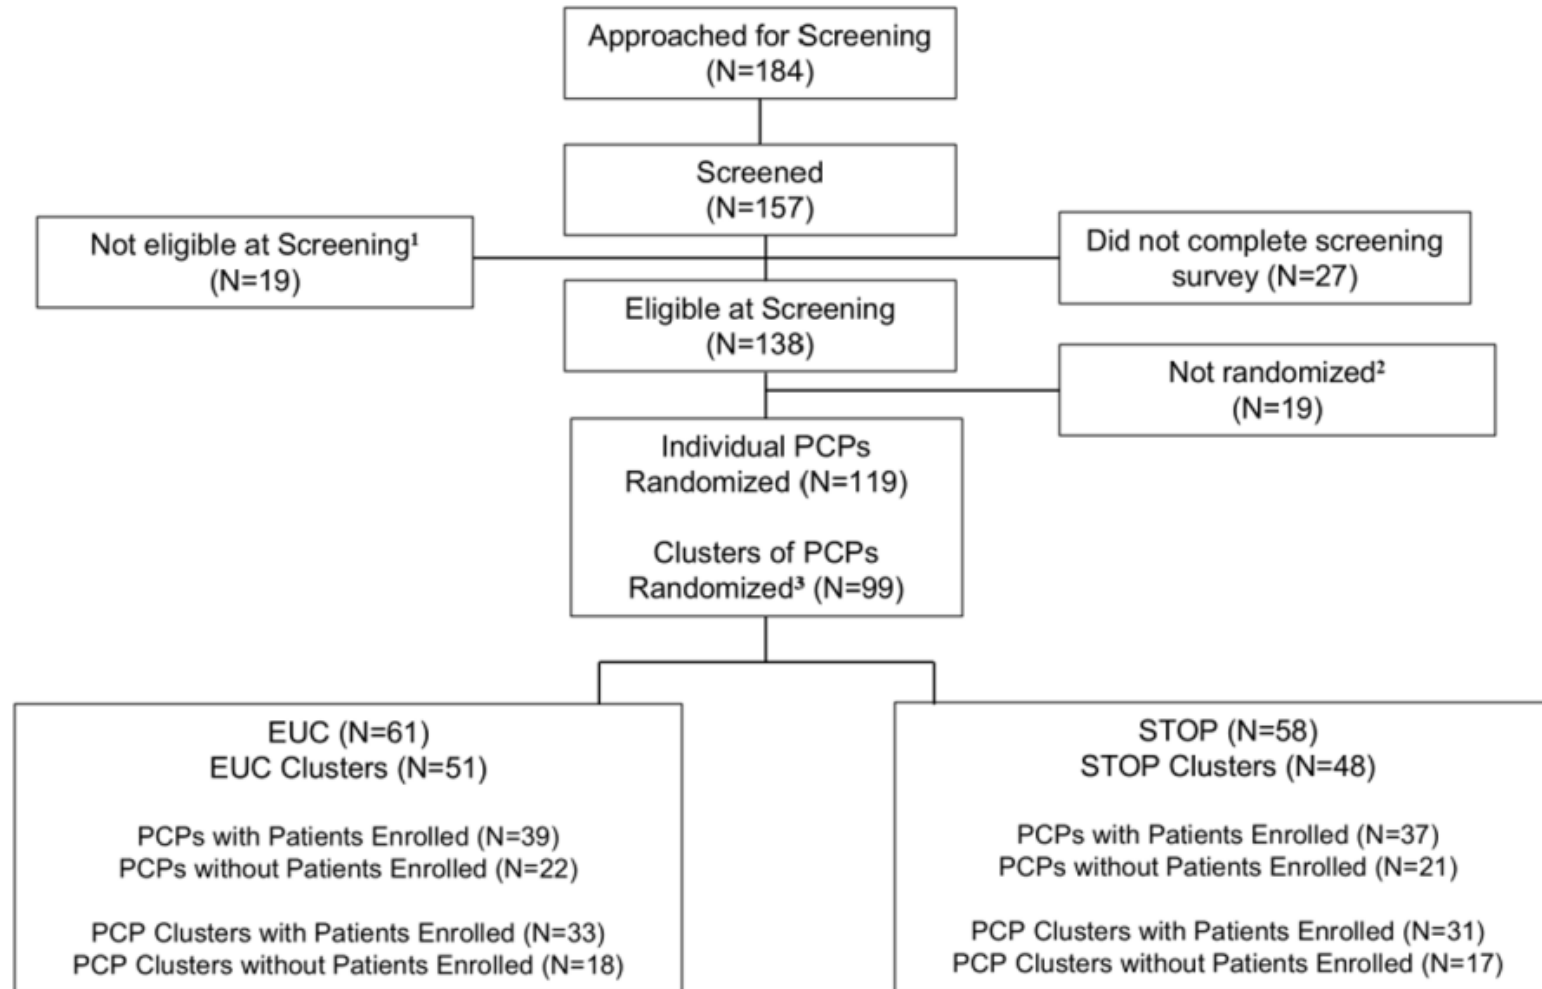 Approached for Screening
(N=184)
Screened
(N=157)
Not eligible at Screening¹
(N=19)
Did not complete screening
survey (N=27)
Eligible at Screening
(N=138)
Not randomized²
(N=19)
Individual PCPs
Randomized (N=119)
Clusters of PCPs
Randomized³ (N=99)
EUC (N=61)
EUC Clusters (N=51)
PCPs with Patients Enrolled (N=39)
PCPs without Patients Enrolled (N=22)
PCP Clusters with Patients Enrolled (N=33)
PCP Clusters without Patients Enrolled (N=18)
STOP (N=58)
STOP Clusters (N=48)
PCPs with Patients Enrolled (N=37)
PCPs without Patients Enrolled (N=21)
PCP Clusters with Patients Enrolled (N=31)
PCP Clusters without Patients Enrolled (N=17)